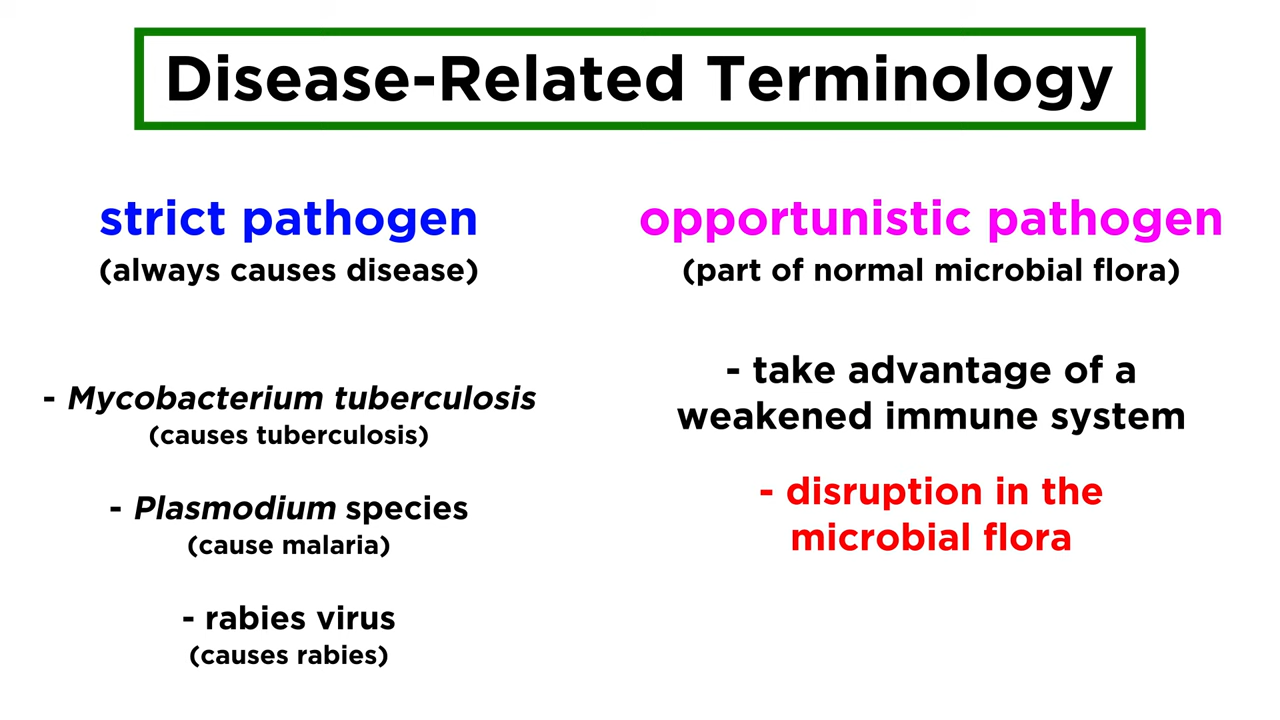 Disease-Related Terminology
strict pathogen
(always causes disease)
- Mycobacterium tuberculosis
(causes tuberculosis)
- Plasmodium species
(cause malaria)
- rabies virus
(causes rabies)
opportunistic pathogen
(part of normal microbial flora)
- take advantage of a
weakened immune system
- disruption in the
microbial flora